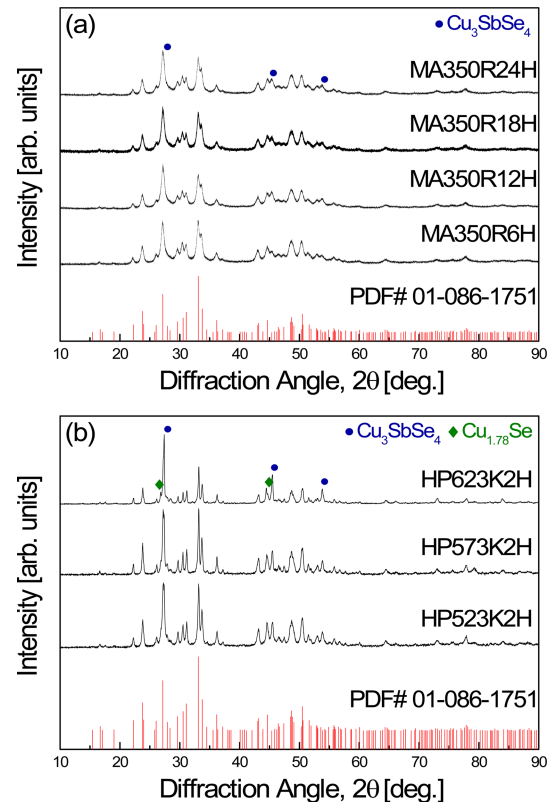 (a)
● Cu₃SbSe₄
MA350R24H
MA350R18H
MA350R12H
MA350R6H
PDF# 01-086-1751
Intensity [arb. units]
10 20 30 40 50 60 70 80 90
Diffraction Angle, 2θ [deg.]
(b)
● Cu₃SbSe₄ ◆ Cu₁.₇₈Se
HP623K2H
HP573K2H
HP523K2H
PDF# 01-086-1751
Intensity [arb. units]
10 20 30 40 50 60 70 80 90
Diffraction Angle, 2θ [deg.]